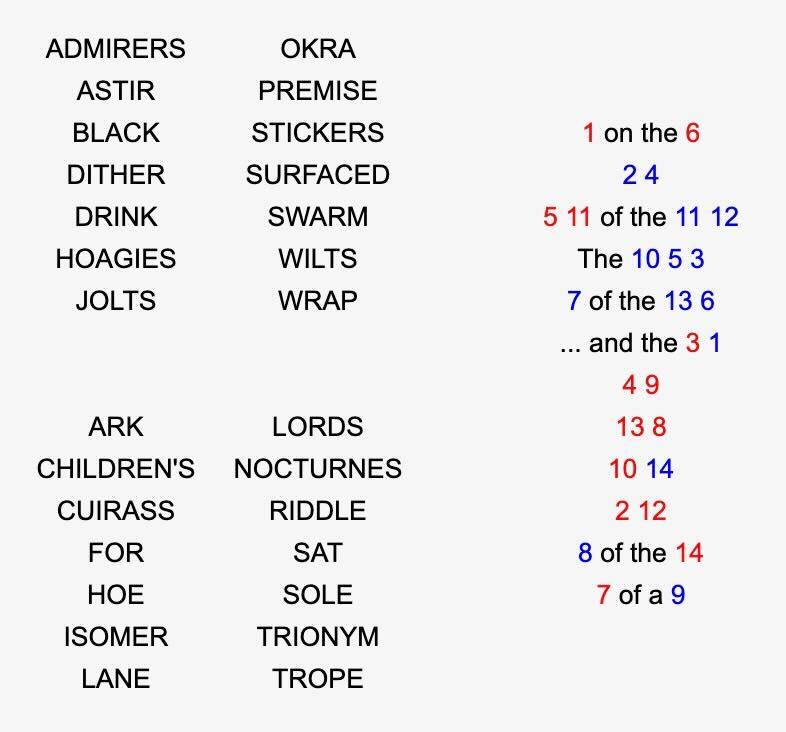 ADMIRERS OKRA
ASTIR PREMISE
BLACK STICKERS 1 on the 6
DITHER SURFACED 2 4
DRINK SWARM 5 11 of the 11 12
HOAGIES WILTS The 10 5 3
JOLTS WRAP 7 of the 13 6
... and the 3 1
4 9
ARK LORDS 13 8
CHILDREN'S NOCTURNES 10 14
CUIRASS RIDDLE 2 12
FOR SAT 8 of the 14
HOE SOLE 7 of a 9
ISOMER TRIONYM
LANE TROPE